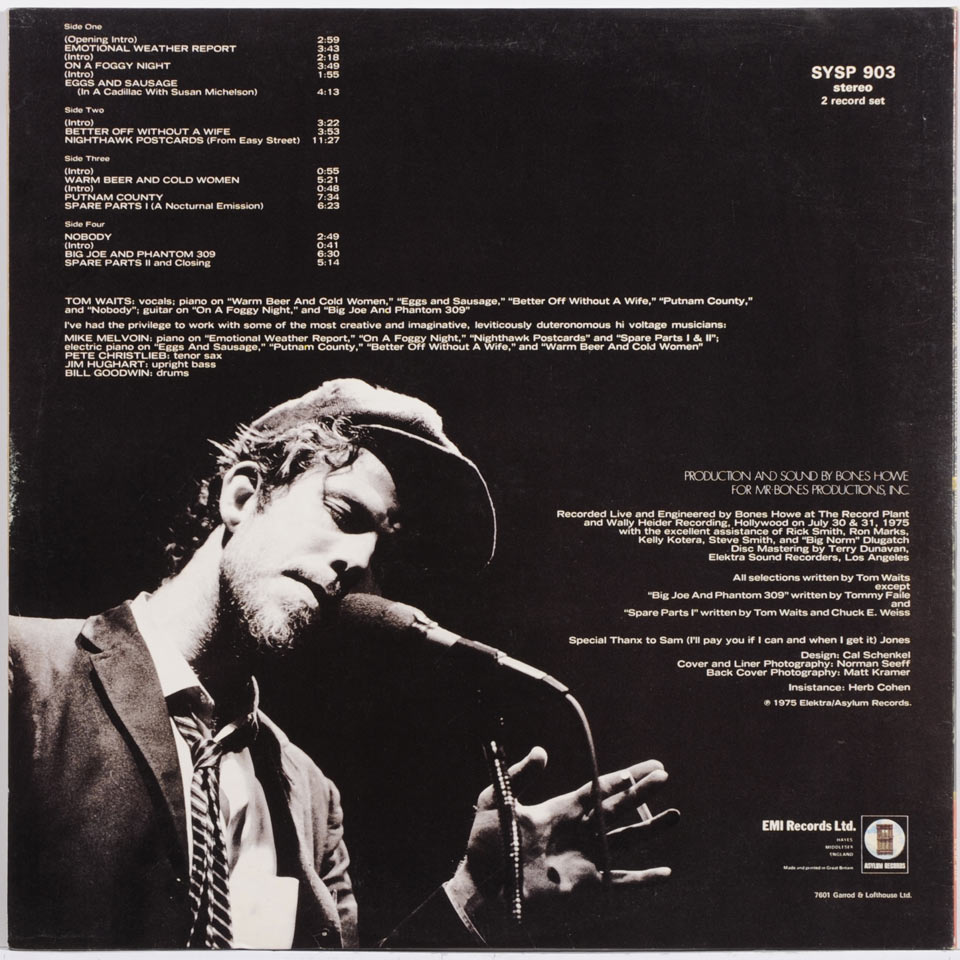 Side One
(Opening Intro) 2:59
EMOTIONAL WEATHER REPORT 3:43
(Intro) 2:18
ON A FOGGY NIGHT 3:49
(Intro) 1:55
EGGS AND SAUSAGE
(In A Cadillac With Susan Michelson) 4:13
Side Two
(Intro) 3:22
BETTER OFF WITHOUT A WIFE 3:53
NIGHTHAWK POSTCARDS (From Easy Street) 11:27
Side Three
(Intro) 0:55
WARM BEER AND COLD WOMEN 5:21
(Intro) 0:48
PUTNAM COUNTY 7:34
SPARE PARTS I (A Nocturnal Emission) 6:23
Side Four
NOBODY 2:49
(Intro) 0:41
BIG JOE AND PHANTOM 309 6:30
SPARE PARTS II and Closing 5:14
SYSP 903
stereo
2 record set
TOM WAITS: vocals; piano on "Warm Beer And Cold Women," "Eggs and Sausage," "Better Off Without A Wife," "Putnam County,"
and "Nobody"; guitar on "On A Foggy Night," and "Big Joe And Phantom 309"
I've had the privilege to work with some of the most creative and imaginative, leviticously duteronomous hi voltage musicians:
MIKE MELVOIN: piano on "Emotional Weather Report," "On A Foggy Night," "Nighthawk Postcards" and "Spare Parts I & II";
electric piano on "Eggs And Sausage," "Putnam County," "Better Off Without A Wife," and "Warm Beer And Cold Women"
PETE CHRISTLIEB: tenor sax
JIM HUGHART: upright bass
BILL GOODWIN: drums
PRODUCTION AND SOUND BY BONES HOWE
FOR MR·BONES PRODUCTIONS, INC.
Recorded Live and Engineered by Bones Howe at The Record Plant
and Wally Heider Recording, Hollywood on July 30 & 31, 1975
with the excellent assistance of Rick Smith, Ron Marks,
Kelly Kotera, Steve Smith, and "Big Norm" Dlugatch
Disc Mastering by Terry Dunavan,
Elektra Sound Recorders, Los Angeles
All selections written by Tom Waits
except
"Big Joe And Phantom 309" written by Tommy Faile
and
"Spare Parts I" written by Tom Waits and Chuck E. Weiss
Special Thanx to Sam (I'll pay you if I can and when I get it) Jones
Design: Cal Schenkel
Cover and Liner Photography: Norman Seeff
Back Cover Photography: Matt Kramer
Insistance: Herb Cohen
℗ 1975 Elektra/Asylum Records.
EMI Records Ltd.
HAYES
MIDDLESEX
ENGLAND
Made and printed in Great Britain
ASYLUM RECORDS
7601 Garrod & Lofthouse Ltd.